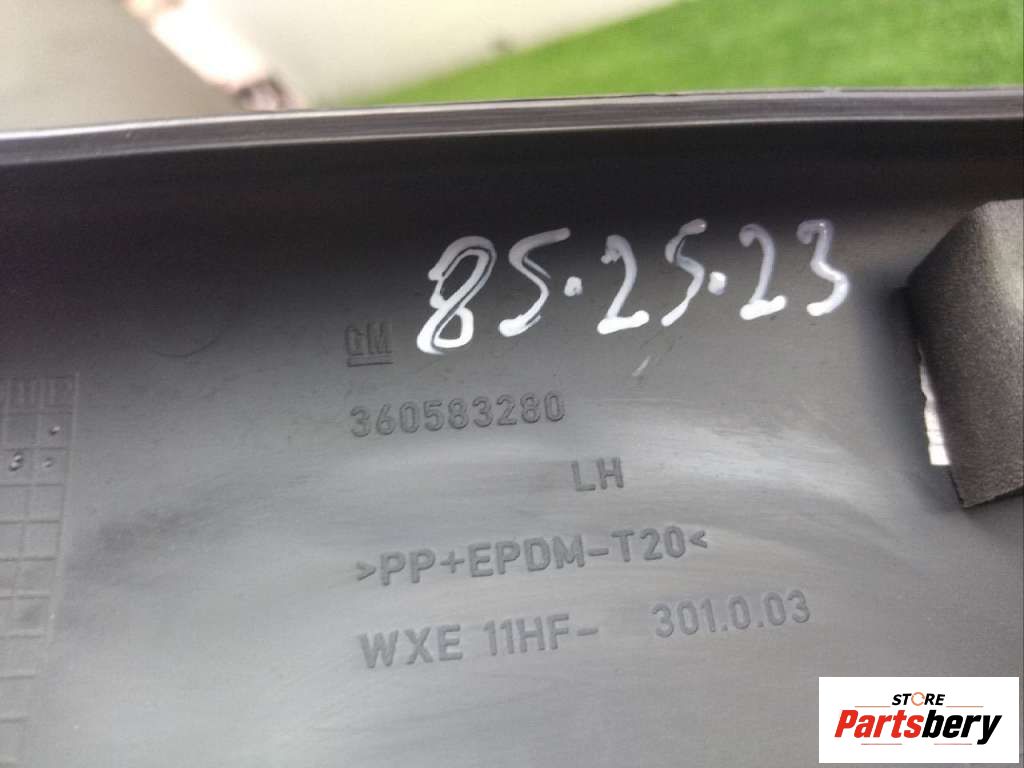 85.25.23
GM
360583280
LH
>PP+EPDM-T20<
WXE 11HF- 301.0.03
STORE
Partsbery